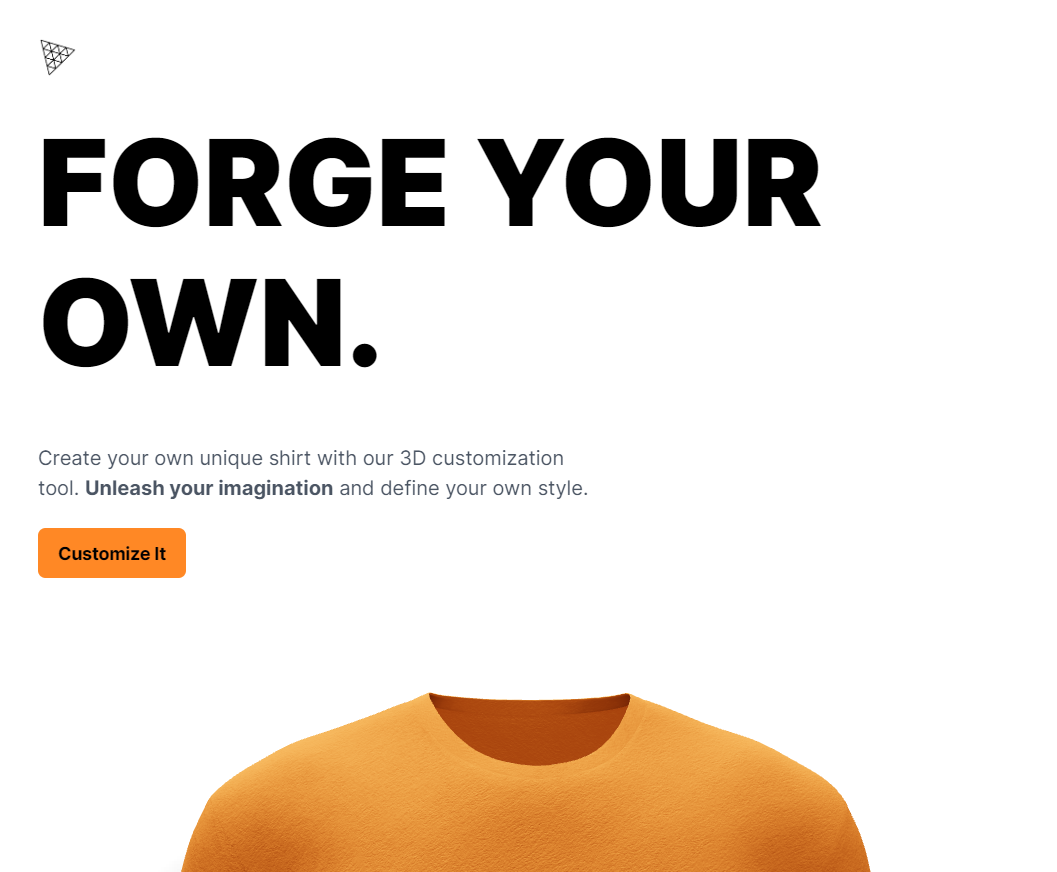 FORGE YOUR
OWN.
Create your own unique shirt with our 3D customization
tool. Unleash your imagination and define your own style.
Customize It